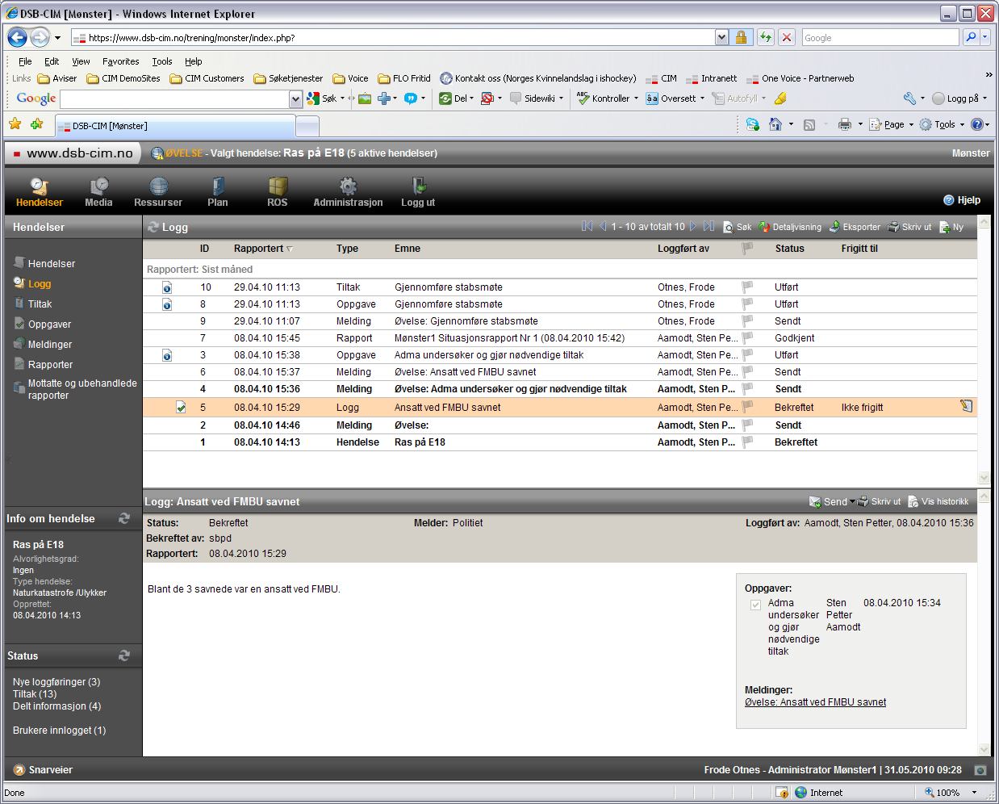 DSB-CIM [Mønster] - Windows Internet Explorer
https://www.dsb-cim.no/trening/monster/index.php?
Google
File Edit View Favorites Tools Help
Links Aviser CIM DemoSites CIM Customers Søketjenester Voice FLO Fritid Kontakt oss (Norges Kvinnelandslag i ishockey) CIM Intranett One Voice - Partnerweb »
Google Søk Del Sidewiki Kontroller Oversett Autofyll Logg på
DSB-CIM [Mønster] Page Tools
www.dsb-cim.no ØVELSE - Valgt hendelse: Ras på E18 (5 aktive hendelser) Mønster
Hendelser Media Ressurser Plan ROS Administrasjon Logg ut Hjelp
Hendelser
Hendelser
Logg
Tiltak
Oppgaver
Meldinger
Rapporter
Mottatte og ubehandlede
rapporter
Logg 1 - 10 av totalt 10 Søk Detaljvisning Eksporter Skriv ut Ny
ID Rapportert Type Emne Loggført av Status Frigitt til
Rapportert: Sist måned
10 29.04.10 11:13 Tiltak Gjennomføre stabsmøte Otnes, Frode Utført
8 29.04.10 11:13 Oppgave Gjennomføre stabsmøte Otnes, Frode Utført
9 29.04.10 11:07 Melding Øvelse: Gjennomføre stabsmøte Otnes, Frode Sendt
7 08.04.10 15:45 Rapport Mønster1 Situasjonsrapport Nr 1 (08.04.2010 15:42) Aamodt, Sten Pe... Godkjent
3 08.04.10 15:38 Oppgave Adma undersøker og gjør nødvendige tiltak Aamodt, Sten Pe... Utført
6 08.04.10 15:37 Melding Øvelse: Ansatt ved FMBU savnet Aamodt, Sten Pe... Sendt
4 08.04.10 15:36 Melding Øvelse: Adma undersøker og gjør nødvendige tiltak Aamodt, Sten P... Sendt
5 08.04.10 15:29 Logg Ansatt ved FMBU savnet Aamodt, Sten Pe... Bekreftet Ikke frigitt
2 08.04.10 14:46 Melding Øvelse: Aamodt, Sten P... Sendt
1 08.04.10 14:13 Hendelse Ras på E18 Aamodt, Sten P... Bekreftet
Info om hendelse
Ras på E18
Alvorlighetsgrad:
Ingen
Type hendelse:
Naturkatastrofe /Ulykker
Opprettet:
08.04.2010 14:13
Status
Nye loggføringer (3)
Tiltak (13)
Delt informasjon (4)
Brukere innlogget (1)
Logg: Ansatt ved FMBU savnet Send Skriv ut Vis historikk
Status: Bekreftet Melder: Politiet Loggført av: Aamodt, Sten Petter, 08.04.2010 15:36
Bekreftet av: sbpd
Rapportert: 08.04.2010 15:29
Blant de 3 savnede var en ansatt ved FMBU.
Oppgaver:
Adma Sten 08.04.2010 15:34
undersøker Petter
og gjør Aamodt
nødvendige
tiltak
Meldinger:
Øvelse: Ansatt ved FMBU savnet
Snarveier Frode Otnes - Administrator Mønster1 | 31.05.2010 09:28
Done Internet 100%